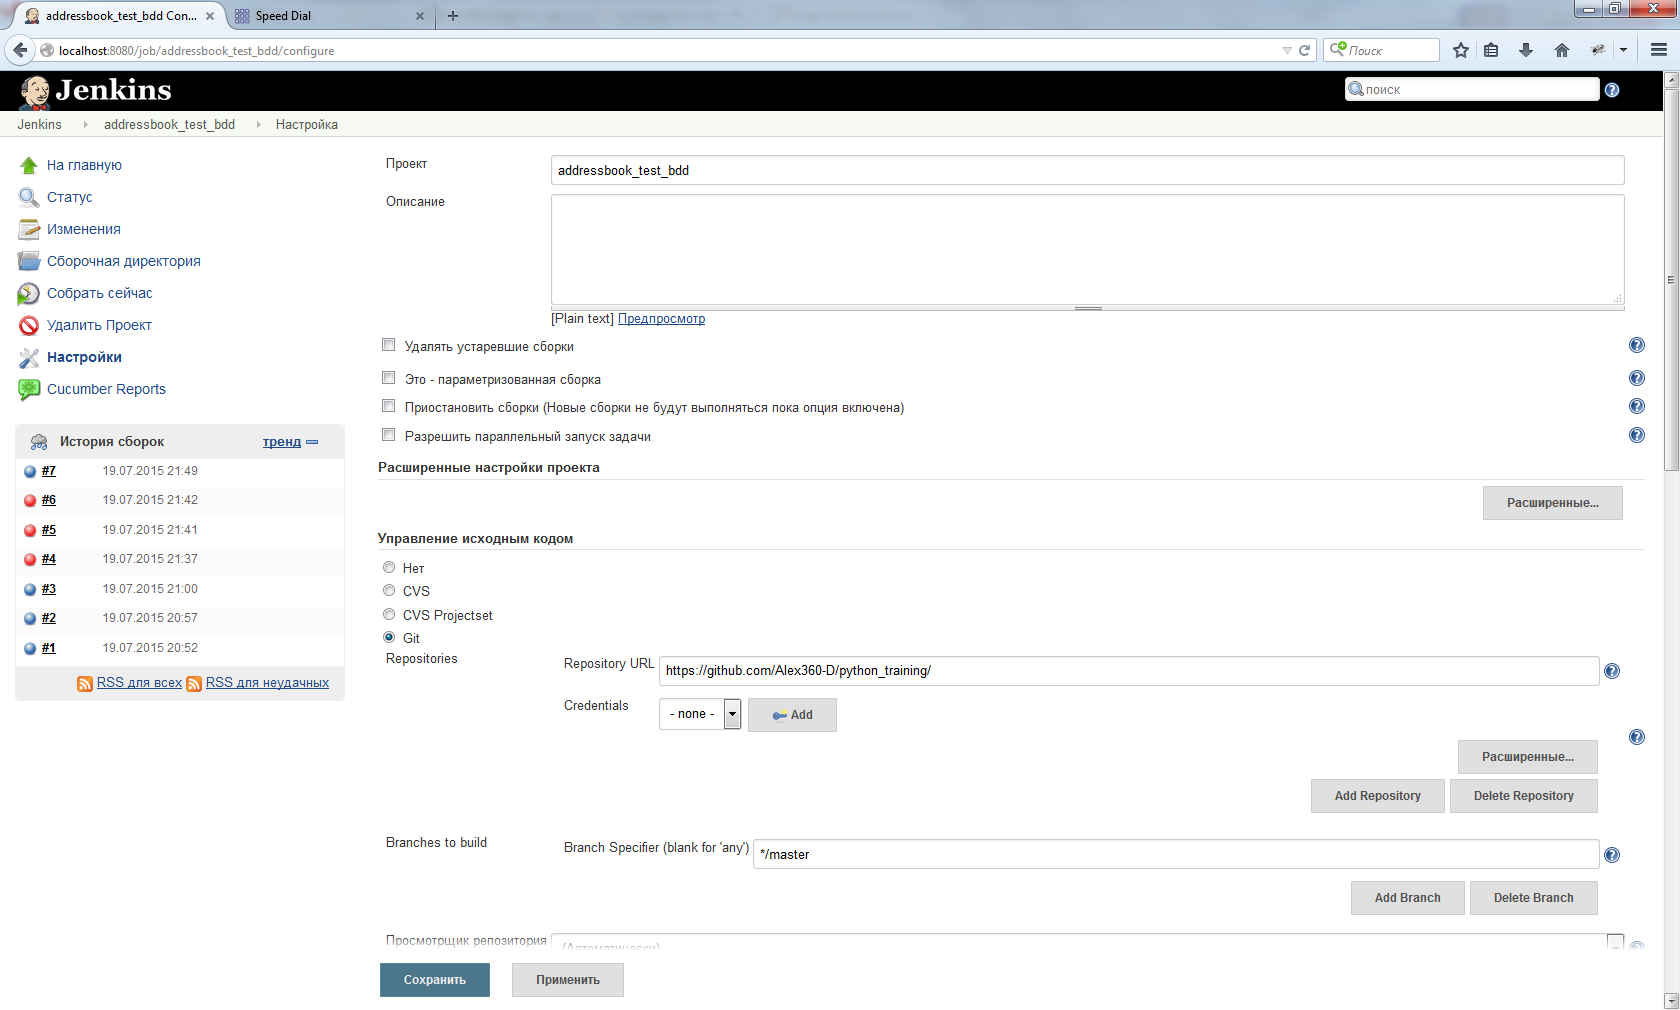 addressbook_test_bdd Con...
Speed Dial
localhost:8080/job/addressbook_test_bdd/configure
Поиск
Jenkins
поиск
Jenkins
addressbook_test_bdd
Настройка
На главную
Статус
Изменения
Сборочная директория
Собрать сейчас
Удалить Проект
Настройки
Cucumber Reports
История сборок
тренд
#7 19.07.2015 21:49
#6 19.07.2015 21:42
#5 19.07.2015 21:41
#4 19.07.2015 21:37
#3 19.07.2015 21:00
#2 19.07.2015 20:57
#1 19.07.2015 20:52
RSS для всех RSS для неудачных
Проект
addressbook_test_bdd
Описание
[Plain text] Предпросмотр
Удалять устаревшие сборки
Это - параметризованная сборка
Приостановить сборки (Новые сборки не будут выполняться пока опция включена)
Разрешить параллельный запуск задачи
Расширенные настройки проекта
Расширенные...
Управление исходным кодом
Нет
CVS
CVS Projectset
Git
Repositories
Repository URL
https://github.com/Alex360-D/python_training/
Credentials
- none -
Add
Расширенные...
Add Repository
Delete Repository
Branches to build
Branch Specifier (blank for 'any')
*/master
Add Branch
Delete Branch
Просмотрщик репозитория
(Автоматически)
Сохранить
Применить